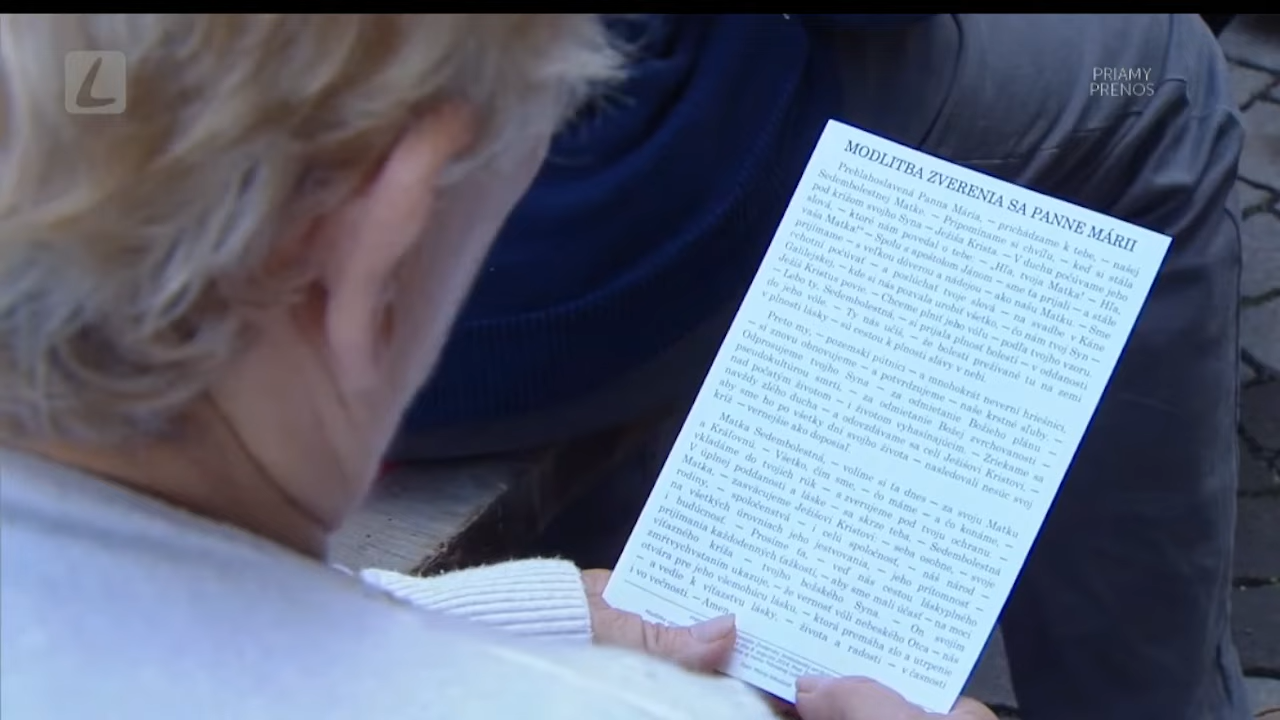 L
PRIAMY
PRENOS
MODLITBA ZVERENIA SA PANNE MÁRII
Preblahoslavená Panna Mária, – prichádzame k tebe, – našej
Sedembolestnej Matke. – Pripomíname si chvíľu, – keď si stála
pod krížom svojho Syna – Ježiša Krista. – V duchu počúvame jeho
slová, – ktoré nám povedal o tebe: – „Hľa, tvoja Matka!“ – Hľa,
vaša Matka!“ – Spolu s apoštolom Jánom – sme ťa prijali – a stále
prijímame – s veľkou dôverou a nádejou – ako našu Matku. – Sme
ochotní počúvať – a poslúchať tvoje slová – na svadbe v Káne
Galilejskej, – kde si nás pozvala urobiť všetko, – čo nám tvoj Syn –
Ježiš Kristus povie. – Chceme plniť jeho vôľu – podľa tvojho vzoru.
– Lebo ty, Sedembolestná, – si prijala plnosť bolesti – v oddanosti
do jeho vôle. – Ty nás učíš, – že bolesti prežívané tu na zemi
v plnosti lásky – sú cestou k plnosti slávy v nebi.
Preto my, – pozemskí pútnici – a mnohokrát neverní hriešnici,
– si znovu obnovujeme – a potvrdzujeme – naše krstné sľuby. –
Odprosujeme tvojho Syna – za odmietanie Božieho plánu –
pseudokultúrou smrti, – za odmietanie Božej zvrchovanosti –
nad počatým životom – i životom vyhasínajúcim. – Zriekame sa
navždy zlého ducha – a odovzdávame sa celí Ježišovi Kristovi, –
aby sme ho po všetky dni svojho života – nasledovali nesúc svoj
kríž – vernejšie ako doposiaľ.
Matka Sedembolestná, – volíme si ťa dnes – za svoju Matku
a Kráľovnú. – Všetko, čím sme, – čo máme – a čo konáme, –
vkladáme do tvojich rúk – a zverujeme pod tvoju ochranu. –
V úplnej poddanosti a láske – sa skrze teba, – Sedembolestná
Matka, – zasväcujeme Ježišovi Kristovi: – seba osobne, – svoje
rodiny, – spoločenstvá – i celú spoločnosť, – náš národ –
na všetkých úrovniach jeho jestvovania, – jeho prítomnosť –
i budúcnosť. – Prosíme ťa, – veď nás cestou láskyplného
prijímania každodenných ťažkostí, – aby sme mali účasť – na moci
víťazného kríža – tvojho božského Syna. – On svojím
zmŕtvychvstaním ukazuje, – že vernosť vôli nebeského Otca – nás
otvára pre jeho všemohúcu lásku, – ktorá premáha zlo a utrpenie
– a vedie k víťazstvu lásky, – života a radosti – v časnosti
i vo večnosti. – Amen.